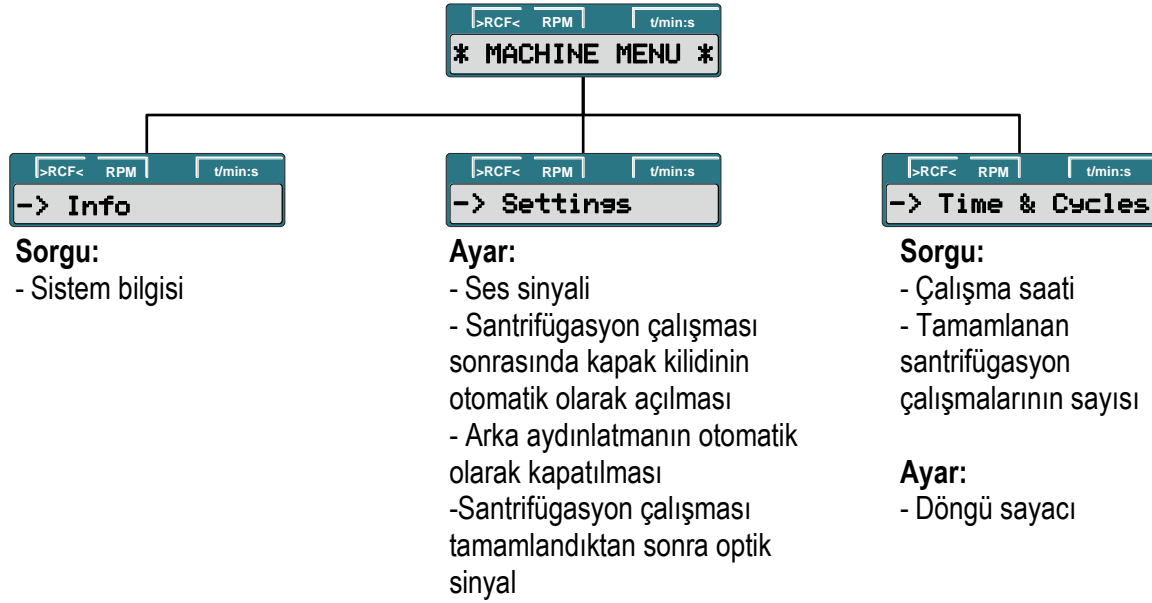 >RCF< RPM t/min:s
* MACHINE MENU *
>RCF< RPM t/min:s
-> Info
Sorgu:
- Sistem bilgisi
>RCF< RPM t/min:s
-> Settings
Ayar:
- Ses sinyali
- Santrifügasyon çalışması
sonrasında kapak kilidinin
otomatik olarak açılması
- Arka aydınlatmanın otomatik
olarak kapatılması
-Santrifügasyon çalışması
tamamlandıktan sonra optik
sinyal
>RCF< RPM t/min:s
-> Time & Cycles
Sorgu:
- Çalışma saati
- Tamamlanan
santrifügasyon
çalışmalarının sayısı
Ayar:
- Döngü sayacı